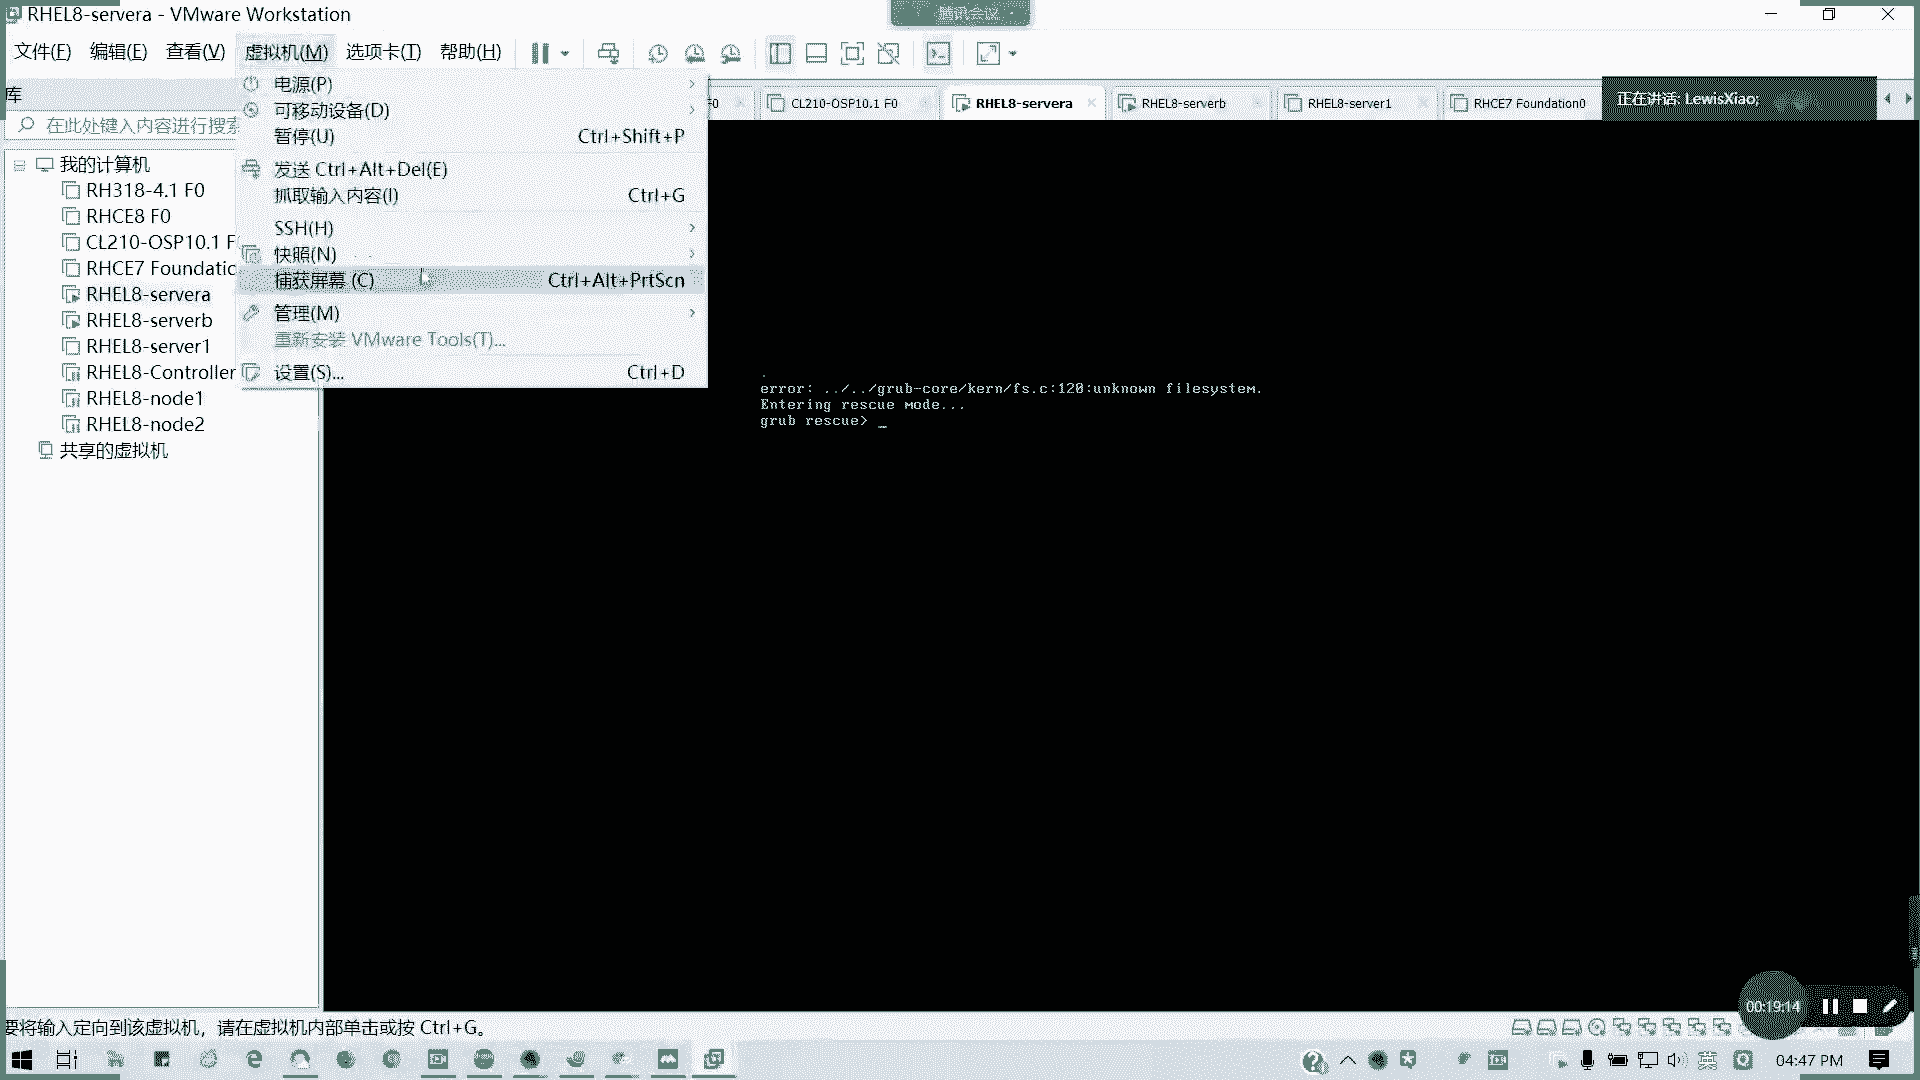 RHEL8-servera - VMware Workstation
腾讯会议
文件(F) 编辑(E) 查看(V) 虚拟机(M) 选项卡(T) 帮助(H)
库
在此处键入内容进行搜索
我的计算机
RH318-4.1 F0
RHCE8 F0
CL210-OSP10.1 F
RHCE7 Foundatio
RHEL8-servera
RHEL8-serverb
RHEL8-server1
RHEL8-Controller
RHEL8-node1
RHEL8-node2
共享的虚拟机
电源(P)
可移动设备(D)
暂停(U) Ctrl+Shift+P
发送 Ctrl+Alt+Del(E)
抓取输入内容(I) Ctrl+G
SSH(H)
快照(N)
捕获屏幕 (C) Ctrl+Alt+PrtScn
管理(M)
重新安装 VMware Tools(T)...
设置(S)... Ctrl+D
F0 CL210-OSP10.1 F0 RHEL8-servera RHEL8-serverb RHEL8-server1 RHCE7 Foundation0
正在讲话: LewisXiao;
.
error: ../../grub-core/kern/fs.c:120:unknown filesystem.
Entering rescue mode...
grub rescue> _
00:19:14
要将输入定向到该虚拟机，请在虚拟机内部单击或按 Ctrl+G。
英
04:47 PM